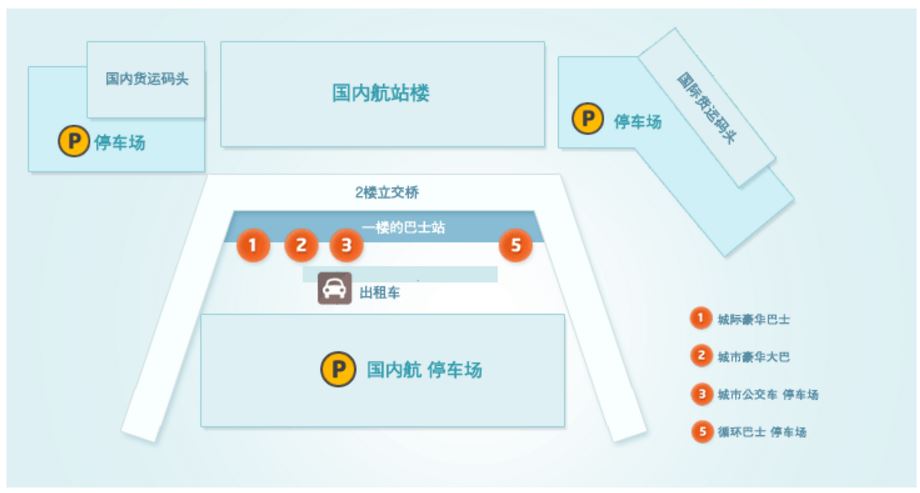 国内货运码头
国内航站楼
国际货运码头
P 停车场
P 停车场
2楼立交桥
一楼的巴士站
1
2
3
5
出租车
P 国内航 停车场
1 城际豪华巴士
2 城市豪华大巴
3 城市公交车 停车场
5 循环巴士 停车场